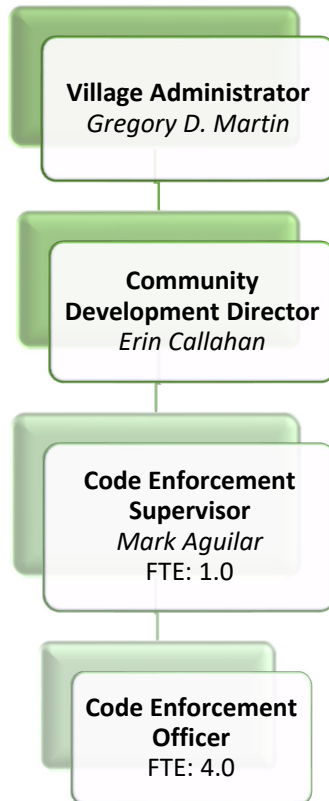 Village Administrator
Gregory D. Martin
Community
Development Director
Erin Callahan
Code Enforcement
Supervisor
Mark Aguilar
FTE: 1.0
Code Enforcement
Officer
FTE: 4.0